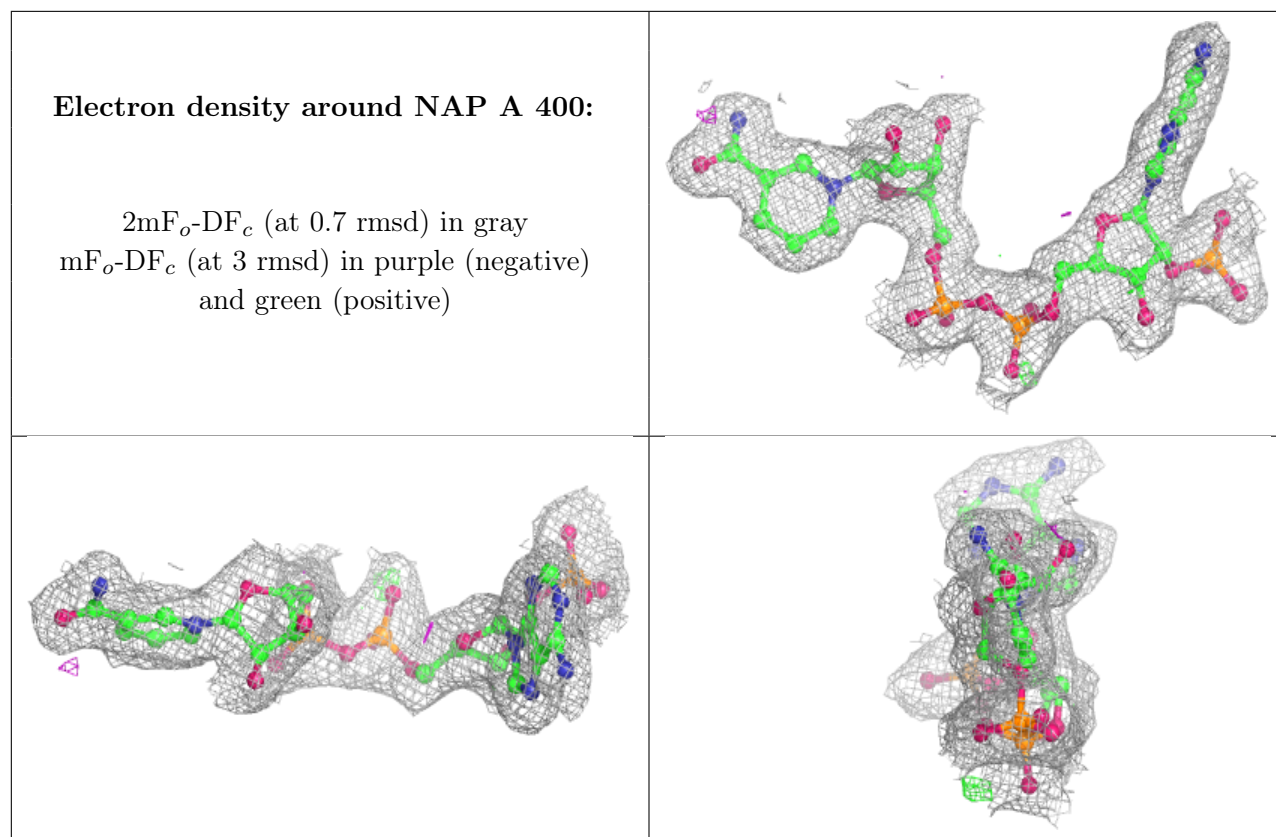 Electron density around NAP A 400:
2mFo-DFc (at 0.7 rmsd) in gray
mFo-DFc (at 3 rmsd) in purple (negative)
and green (positive)